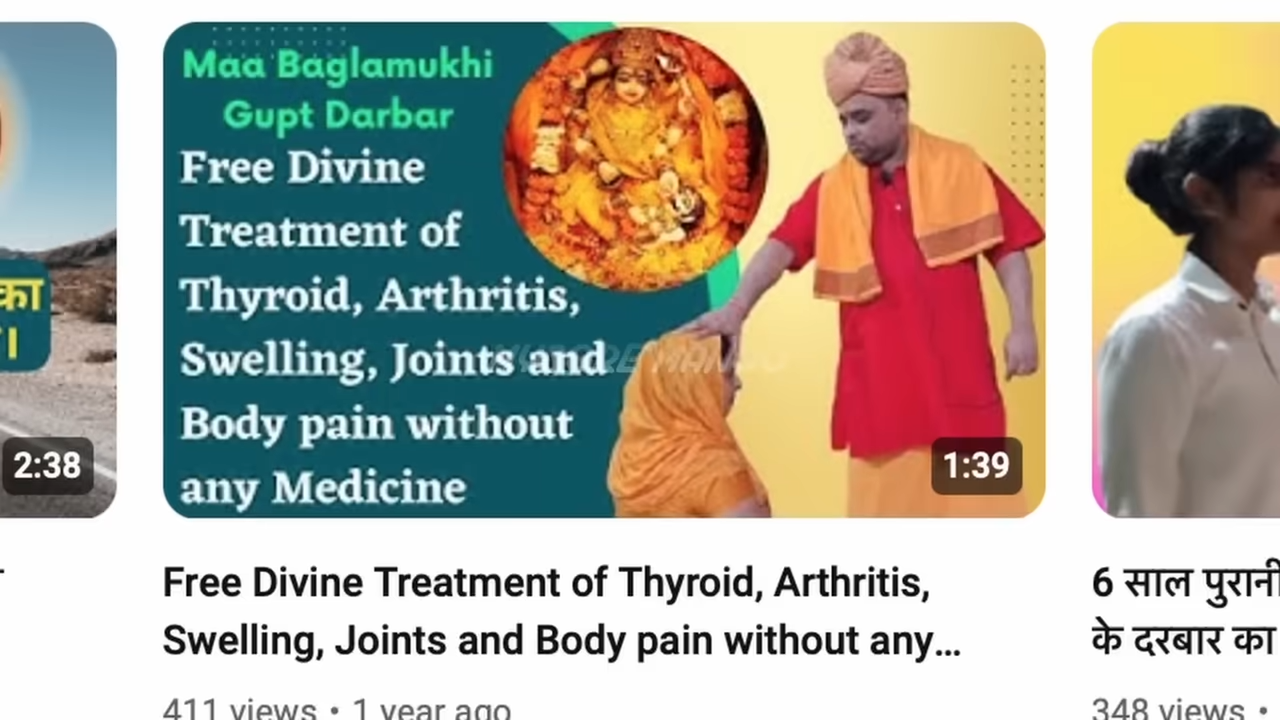 का
।
2:38
Maa Baglamukhi
Gupt Darbar
Free Divine
Treatment of
Thyroid, Arthritis,
Swelling, Joints and
Body pain without
any Medicine
1:39
Free Divine Treatment of Thyroid, Arthritis,
Swelling, Joints and Body pain without any...
411 views • 1 year ago
6 साल पुरानी
के दरबार का
348 views •